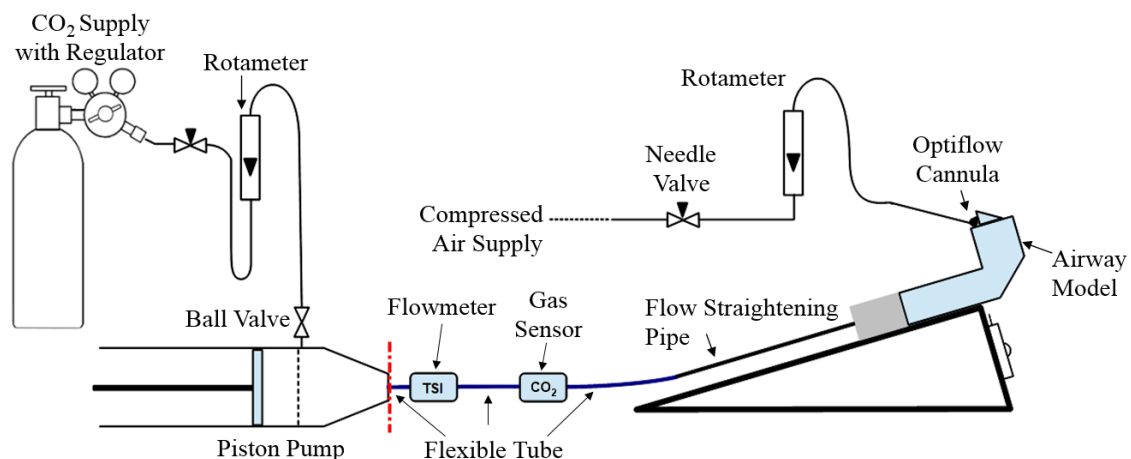 CO₂ Supply
with Regulator
Rotameter
Rotameter
Needle
Valve
Optiflow
Cannula
Compressed
Air Supply
Airway
Model
Ball Valve
Flowmeter
Gas
Sensor
Flow Straightening
Pipe
TSI
CO₂
Piston Pump
Flexible Tube